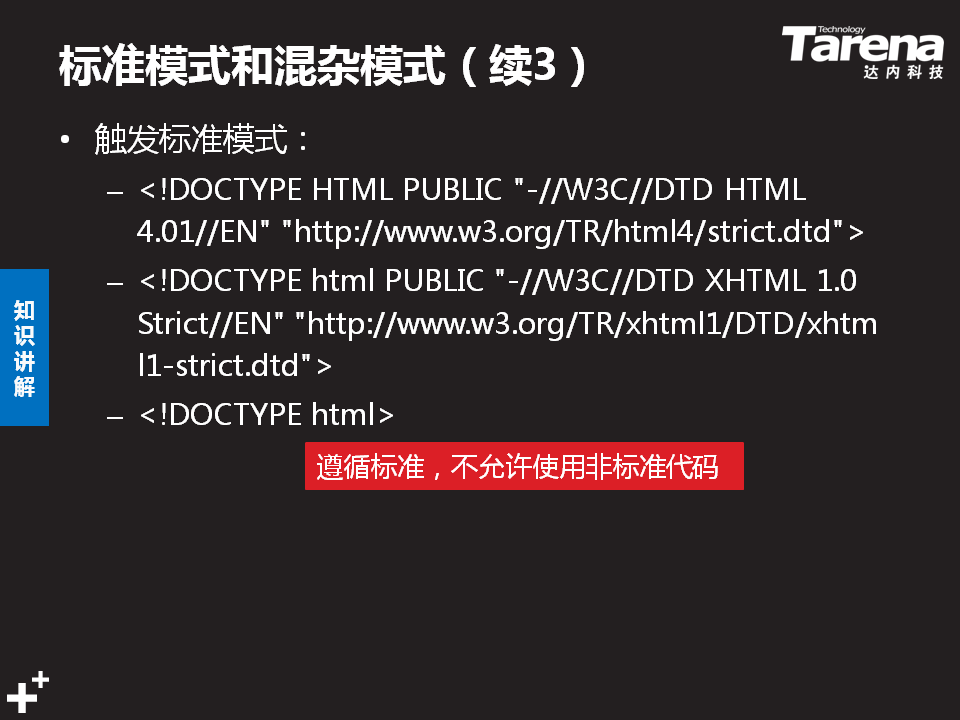 标准模式和混杂模式（续3）
Technology
Tarena
达内科技
• 触发标准模式：
– <!DOCTYPE HTML PUBLIC "-//W3C//DTD HTML
4.01//EN" "http://www.w3.org/TR/html4/strict.dtd">
– <!DOCTYPE html PUBLIC "-//W3C//DTD XHTML 1.0
Strict//EN" "http://www.w3.org/TR/xhtml1/DTD/xhtm
l1-strict.dtd">
– <!DOCTYPE html>
遵循标准，不允许使用非标准代码
知
识
讲
解